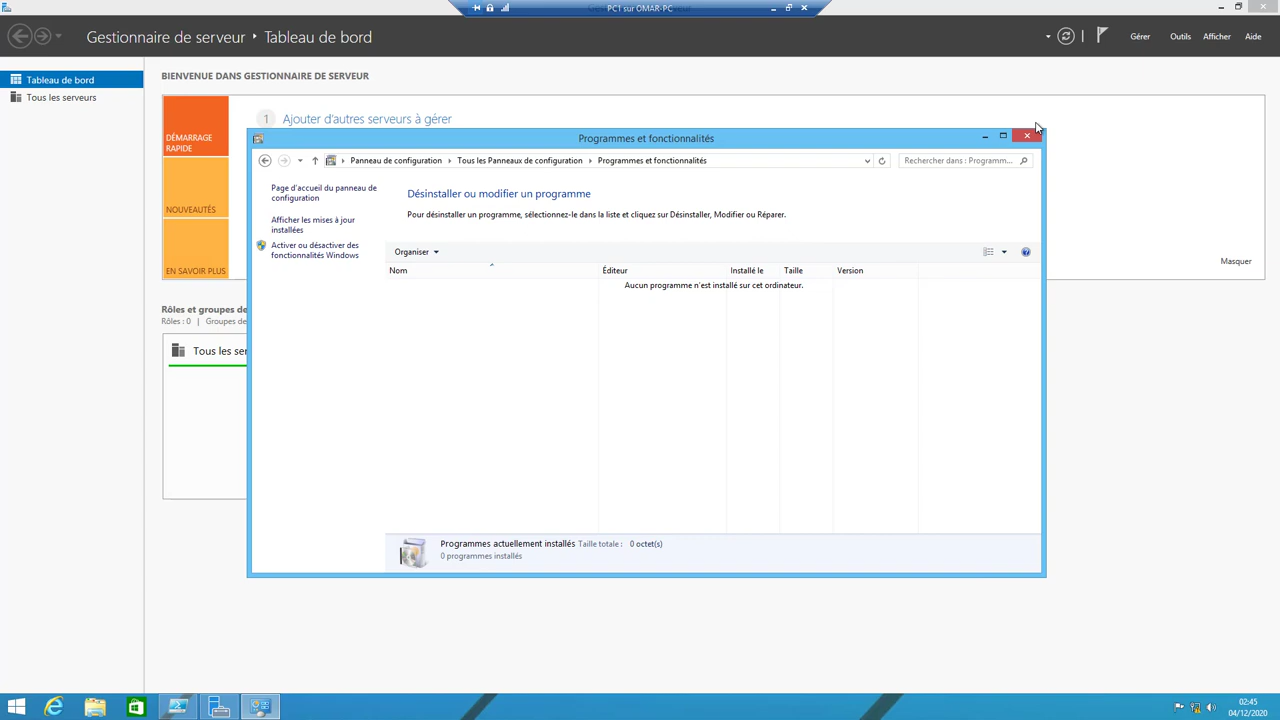 PC1 sur OMAR-PC
Gestionnaire de serveur
Tableau de bord
Gérer
Outils
Afficher
Aide
Tableau de bord
Tous les serveurs
BIENVENUE DANS GESTIONNAIRE DE SERVEUR
DÉMARRAGE
RAPIDE
NOUVEAUTÉS
EN SAVOIR PLUS
1 Ajouter d'autres serveurs à gérer
Masquer
Rôles et groupes de
Rôles : 0 | Groupes de
Tous les ser
Programmes et fonctionnalités
Panneau de configuration
Tous les Panneaux de configuration
Programmes et fonctionnalités
Rechercher dans : Programm...
Page d'accueil du panneau de
configuration
Afficher les mises à jour
installées
Activer ou désactiver des
fonctionnalités Windows
Désinstaller ou modifier un programme
Pour désinstaller un programme, sélectionnez-le dans la liste et cliquez sur Désinstaller, Modifier ou Réparer.
Organiser
Nom
Éditeur
Installé le
Taille
Version
Aucun programme n'est installé sur cet ordinateur.
Programmes actuellement installés Taille totale : 0 octet(s)
0 programmes installés
02:45
04/12/2020